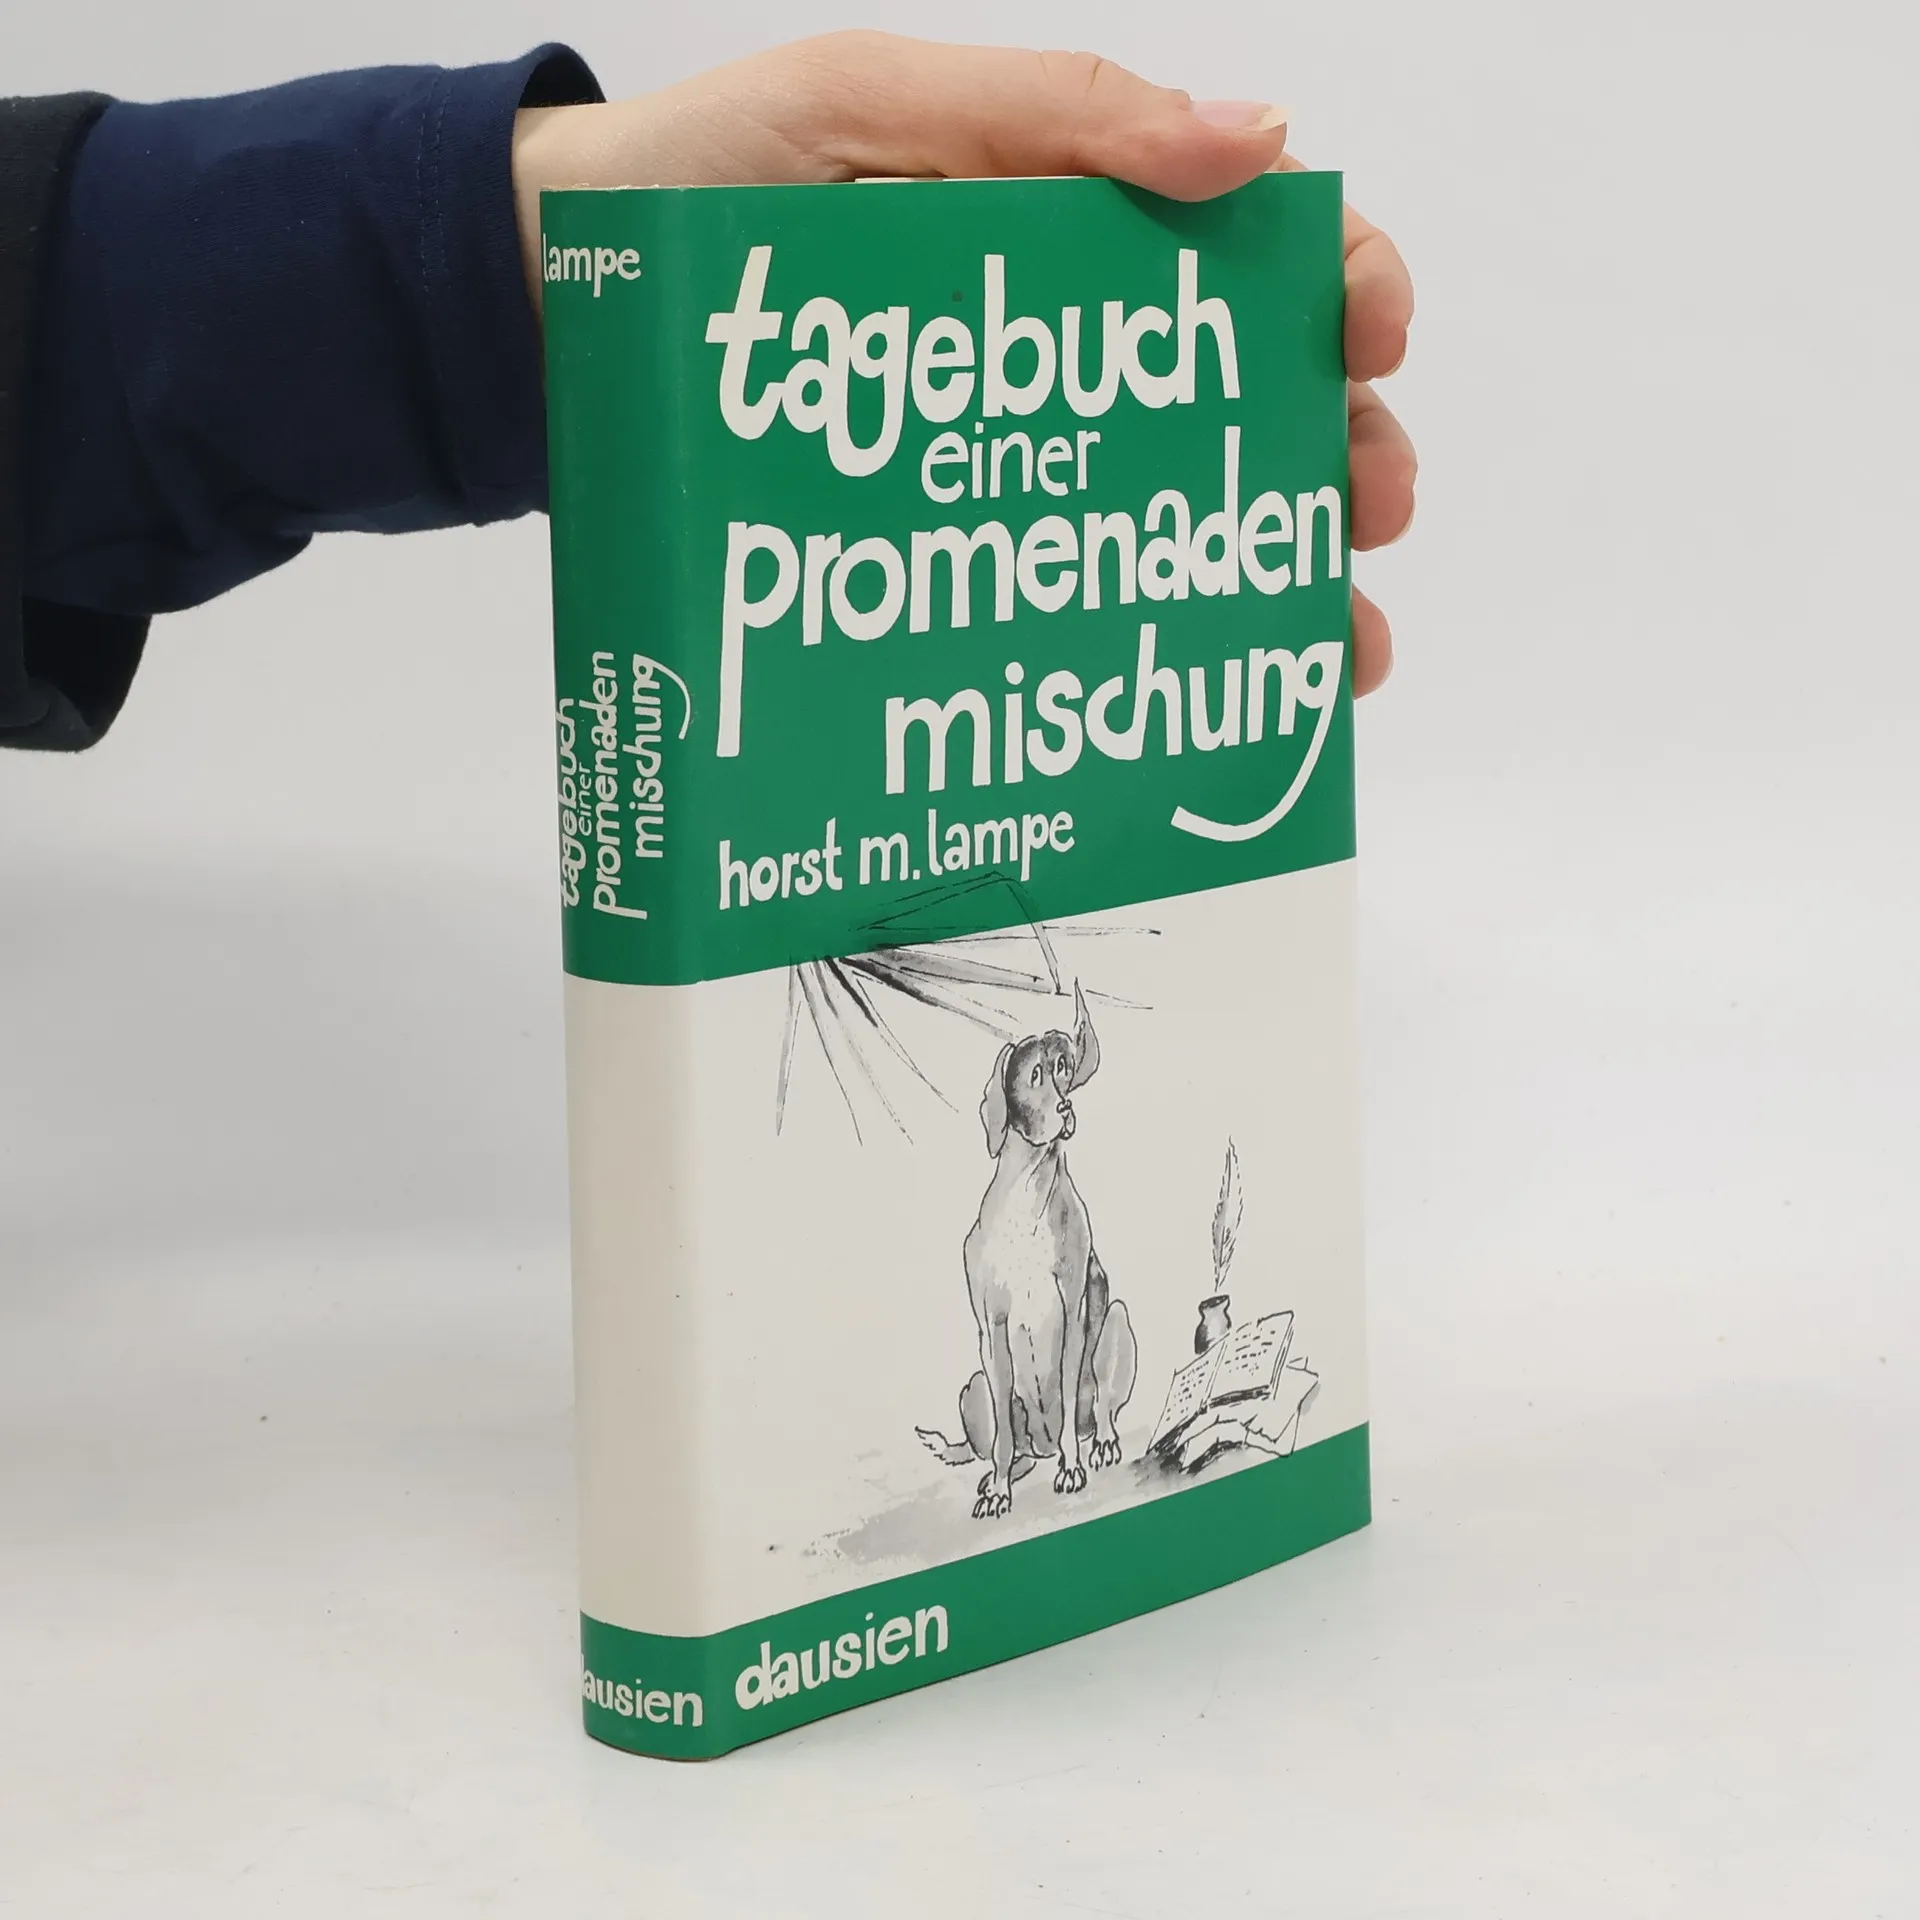 lampe
tagebuch
einer
promenaden
mischung
tagebuch
einer
promenaden
mischung
horst m. lampe
dausien
dausien